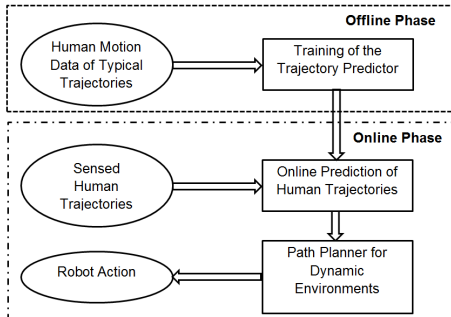 Offline Phase
Human Motion
Data of Typical
Trajectories
Training of the
Trajectory Predictor
Online Phase
Sensed
Human
Trajectories
Online Prediction of
Human Trajectories
Robot Action
Path Planner for
Dynamic
Environments